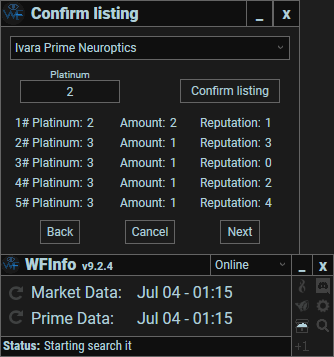 Confirm listing _ x
Ivara Prime Neuroptics
Platinum
2
Confirm listing
1# Platinum: 2 Amount: 2 Reputation: 1
2# Platinum: 3 Amount: 1 Reputation: 3
3# Platinum: 3 Amount: 1 Reputation: 0
4# Platinum: 3 Amount: 1 Reputation: 2
5# Platinum: 3 Amount: 1 Reputation: 4
Back Cancel Next
WFInfo v9.2.4 Online _ x
Market Data: Jul 04 - 01:15
Prime Data: Jul 04 - 01:15
Status: Starting search it +1